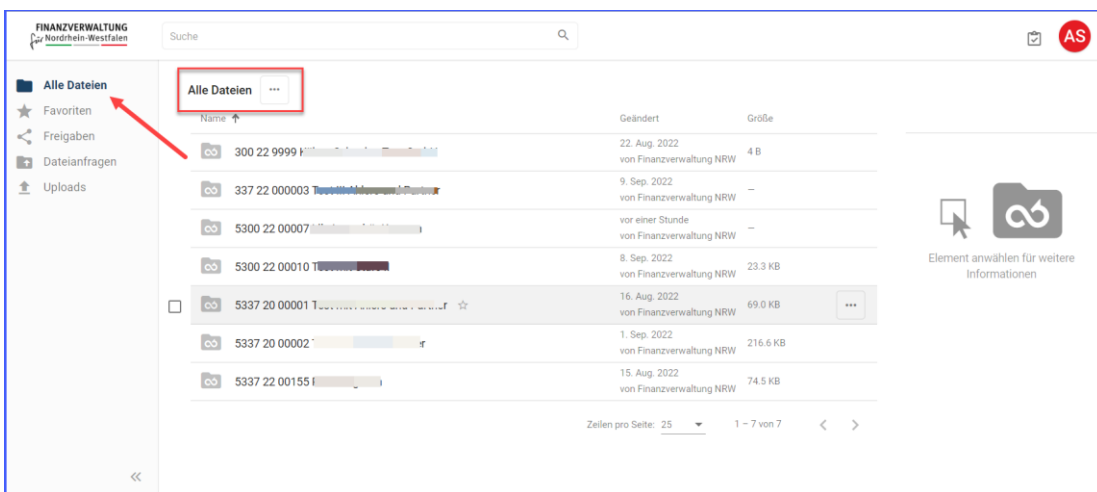 FINANZVERWALTUNG
für Nordrhein-Westfalen
Suche
AS
Alle Dateien
Favoriten
Freigaben
Dateianfragen
Uploads
Alle Dateien ...
Name Geändert Größe
300 22 9999
22. Aug. 2022
von Finanzverwaltung NRW
4 B
337 22 000003
9. Sep. 2022
von Finanzverwaltung NRW
–
5300 22 00007
vor einer Stunde
von Finanzverwaltung NRW
–
5300 22 00010
8. Sep. 2022
von Finanzverwaltung NRW
23.3 KB
5337 20 00001
16. Aug. 2022
von Finanzverwaltung NRW
69.0 KB
...
5337 20 00002
1. Sep. 2022
von Finanzverwaltung NRW
216.6 KB
5337 22 00155
15. Aug. 2022
von Finanzverwaltung NRW
74.5 KB
Zeilen pro Seite: 25 1 – 7 von 7
Element anwählen für weitere
Informationen